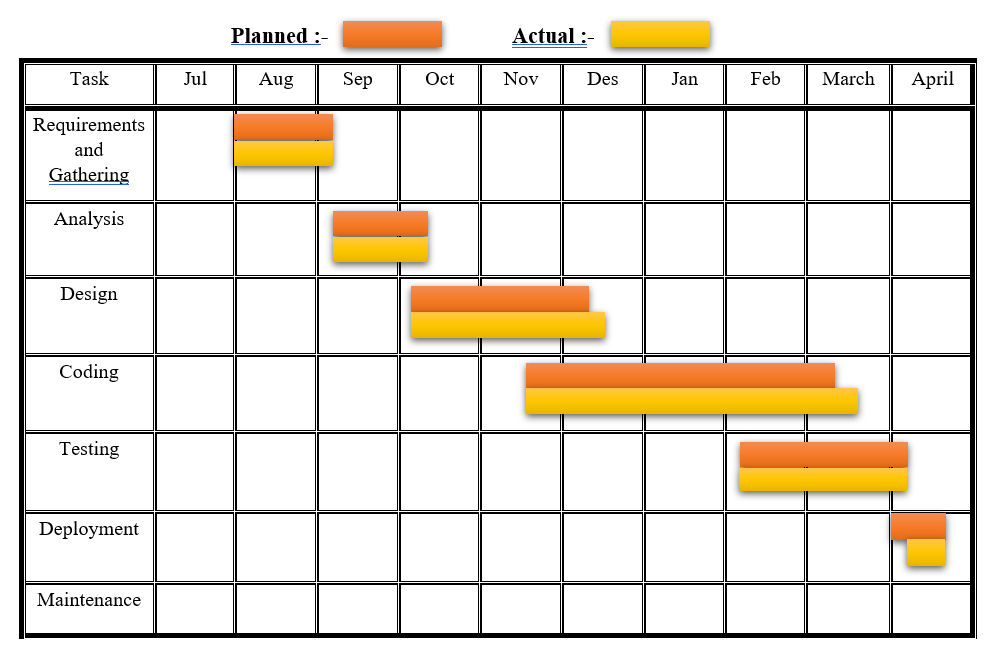 Planned :- Actual :-
Task Jul Aug Sep Oct Nov Des Jan Feb March April
Requirements
and
Gathering
Analysis
Design
Coding
Testing
Deployment
Maintenance